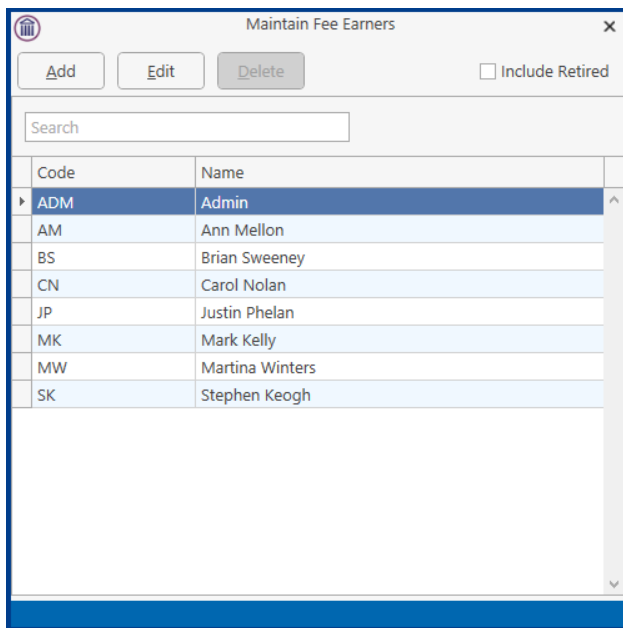 Maintain Fee Earners
Add Edit Delete Include Retired
Search
Code Name
ADM Admin
AM Ann Mellon
BS Brian Sweeney
CN Carol Nolan
JP Justin Phelan
MK Mark Kelly
MW Martina Winters
SK Stephen Keogh